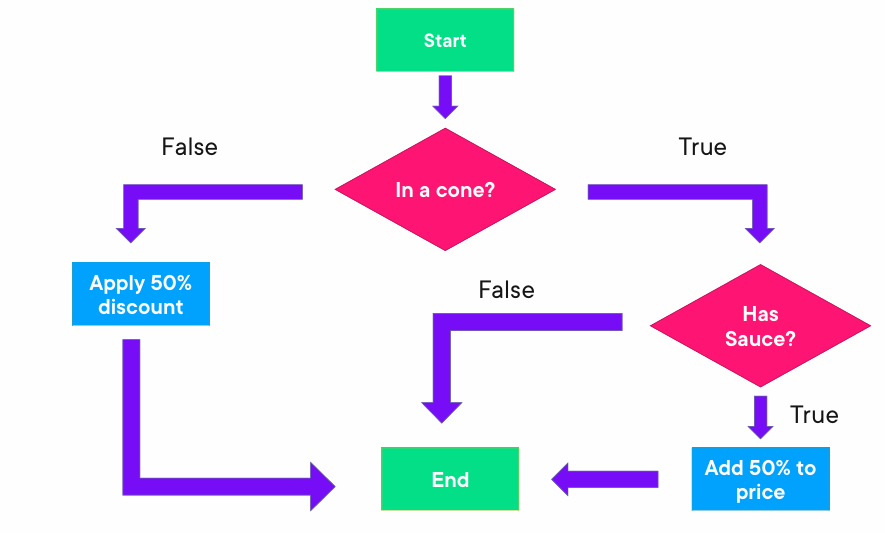 Start
False
True
In a cone?
Apply 50%
discount
False
Has
Sauce?
True
End
Add 50% to
price